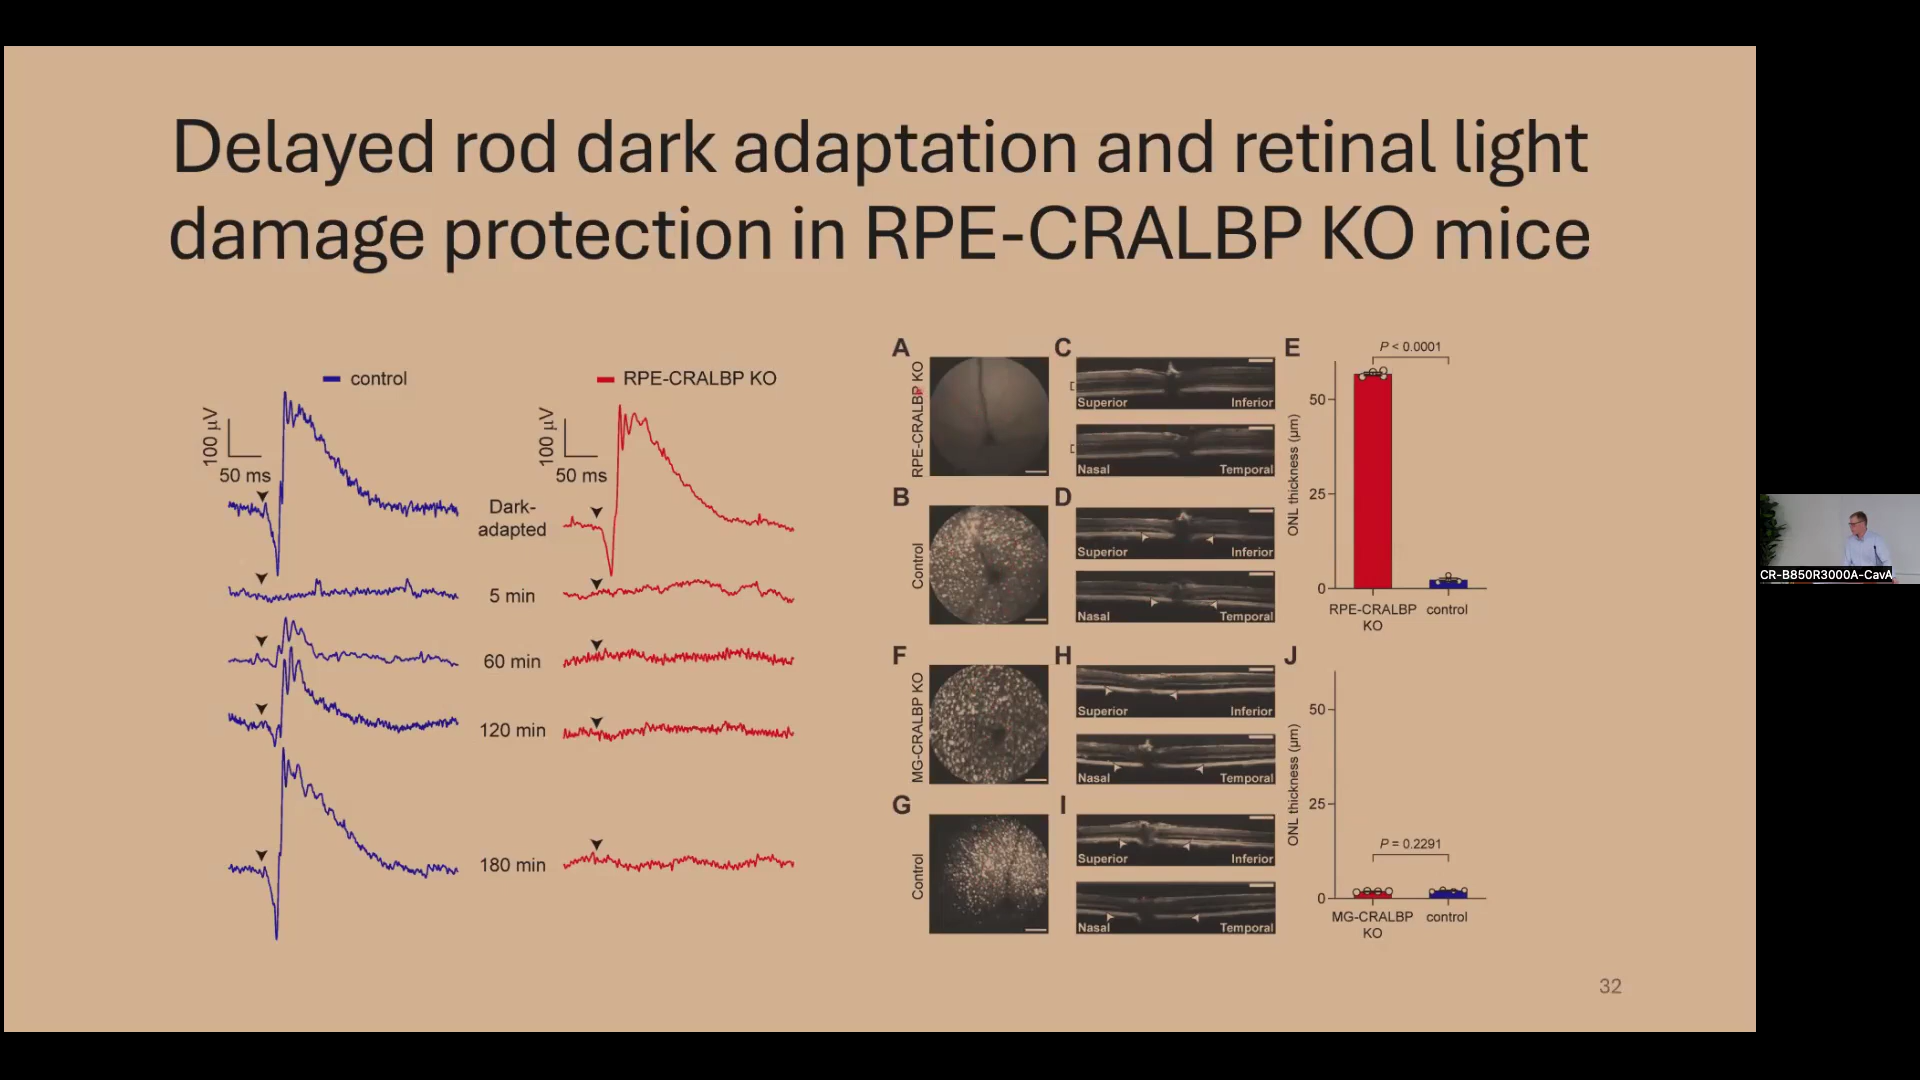 Delayed rod dark adaptation and retinal light
damage protection in RPE-CRALBP KO mice
control
RPE-CRALBP KO
100 µV
50 ms
100 µV
50 ms
Dark-
adapted
5 min
60 min
120 min
180 min
A
RPE-CRALBP KO
C
Superior Inferior
Nasal Temporal
B
Control
D
Superior Inferior
Nasal Temporal
E
P < 0.0001
ONL thickness (µm)
50
25
0
RPE-CRALBP control
KO
F
MG-CRALBP KO
H
Superior Inferior
Nasal Temporal
G
Control
I
Superior Inferior
Nasal Temporal
J
ONL thickness (µm)
50
25
P = 0.2291
0
MG-CRALBP control
KO
32
CR-B850R3000A-CavA